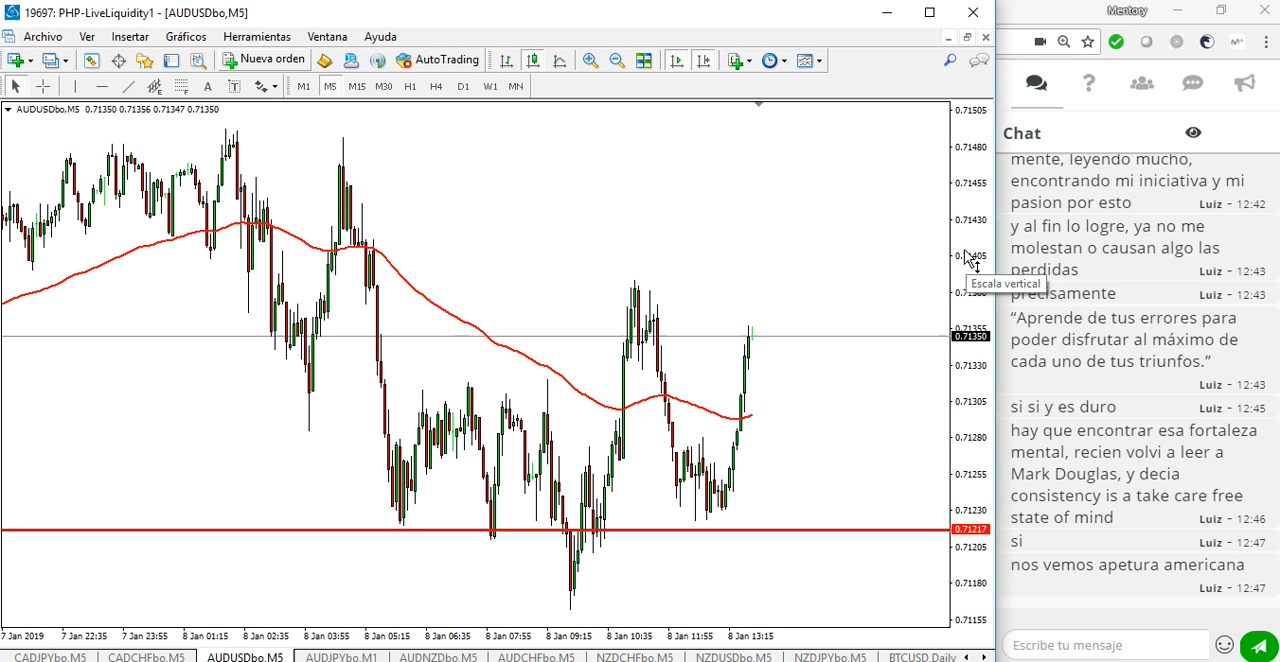 19697: PHP-LiveLiquidity1 - [AUDUSDbo,M5]
Mentory
Archivo Ver Insertar Gráficos Herramientas Ventana Ayuda
Nueva orden AutoTrading
A T M1 M5 M15 M30 H1 H4 D1 W1 MN
AUDUSDbo,M5 0.71350 0.71356 0.71347 0.71350
0.71505
0.71480
0.71455
0.71430
0.71355
0.71350
0.71330
0.71305
0.71280
0.71255
0.71230
0.71217
0.71205
0.71180
0.71155
Escala vertical
7 Jan 2019 7 Jan 22:35 7 Jan 23:55 8 Jan 01:15 8 Jan 02:35 8 Jan 03:55 8 Jan 05:15 8 Jan 06:35 8 Jan 07:55 8 Jan 09:15 8 Jan 10:35 8 Jan 11:55 8 Jan 13:15
CADJPYbo,M5 CADCHFbo,M5 AUDUSDbo,M5 AUDJPYbo,M1 AUDNZDbo,M5 AUDCHFbo,M5 NZDCHFbo,M5 NZDUSDbo,M5 NZDJPYbo,M5 BTCUSD,Daily
Chat
mente, leyendo mucho,
encontrando mi iniciativa y mi
pasion por esto Luiz - 12:42
y al fin lo logre, ya no me
molestan o causan algo las
perdidas Luiz - 12:43
precisamente Luiz - 12:43
“Aprende de tus errores para
poder disfrutar al máximo de
cada uno de tus triunfos.”
Luiz - 12:43
si si y es duro Luiz - 12:45
hay que encontrar esa fortaleza
mental, recien volvi a leer a
Mark Douglas, y decia
consistency is a take care free
state of mind Luiz - 12:46
si Luiz - 12:47
nos vemos apetura americana
Luiz - 12:47
Escribe tu mensaje